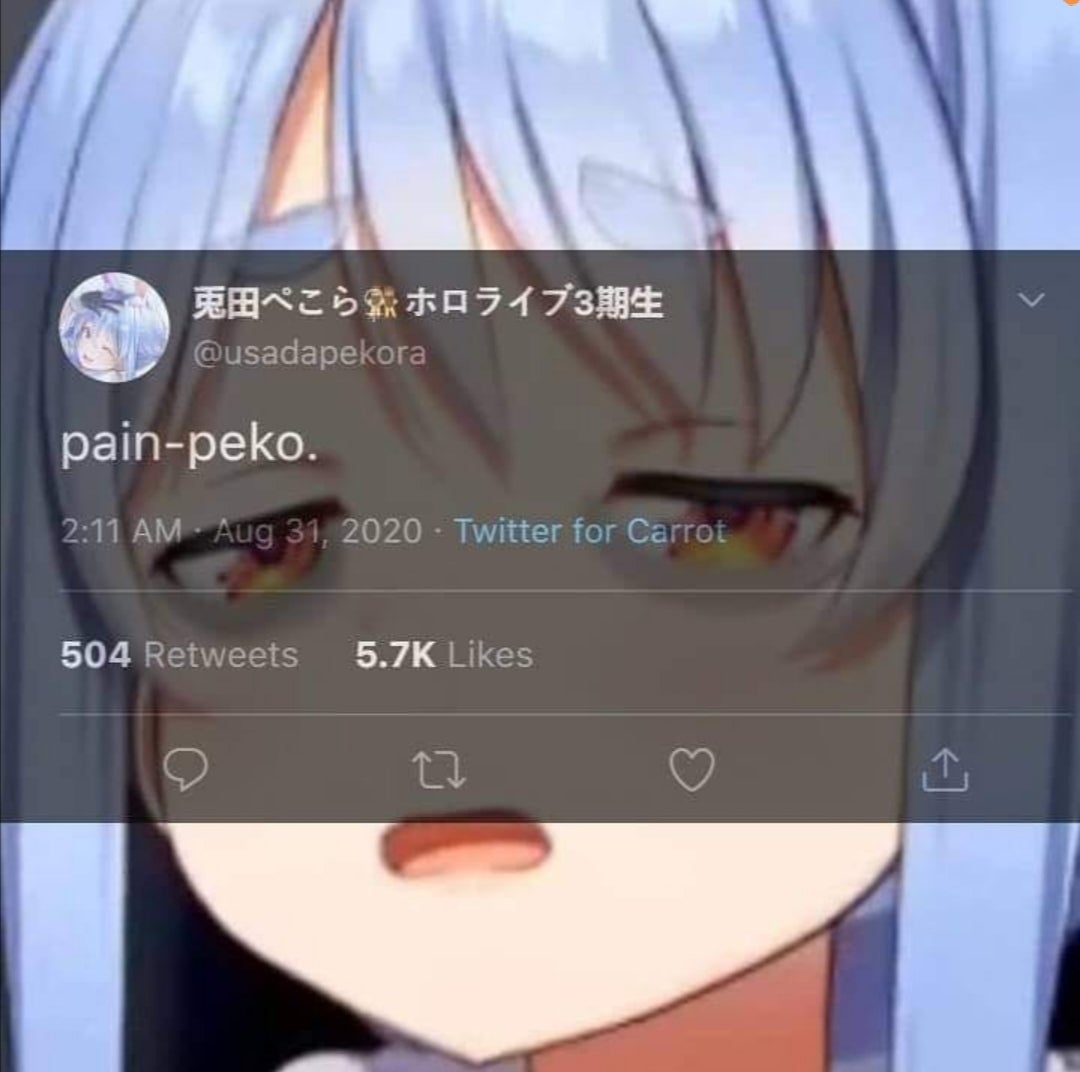 兎田ぺこら👯ホロライブ3期生
@usadapekora
pain-peko.
2:11 AM · Aug 31, 2020 · Twitter for Carrot
504 Retweets 5.7K Likes